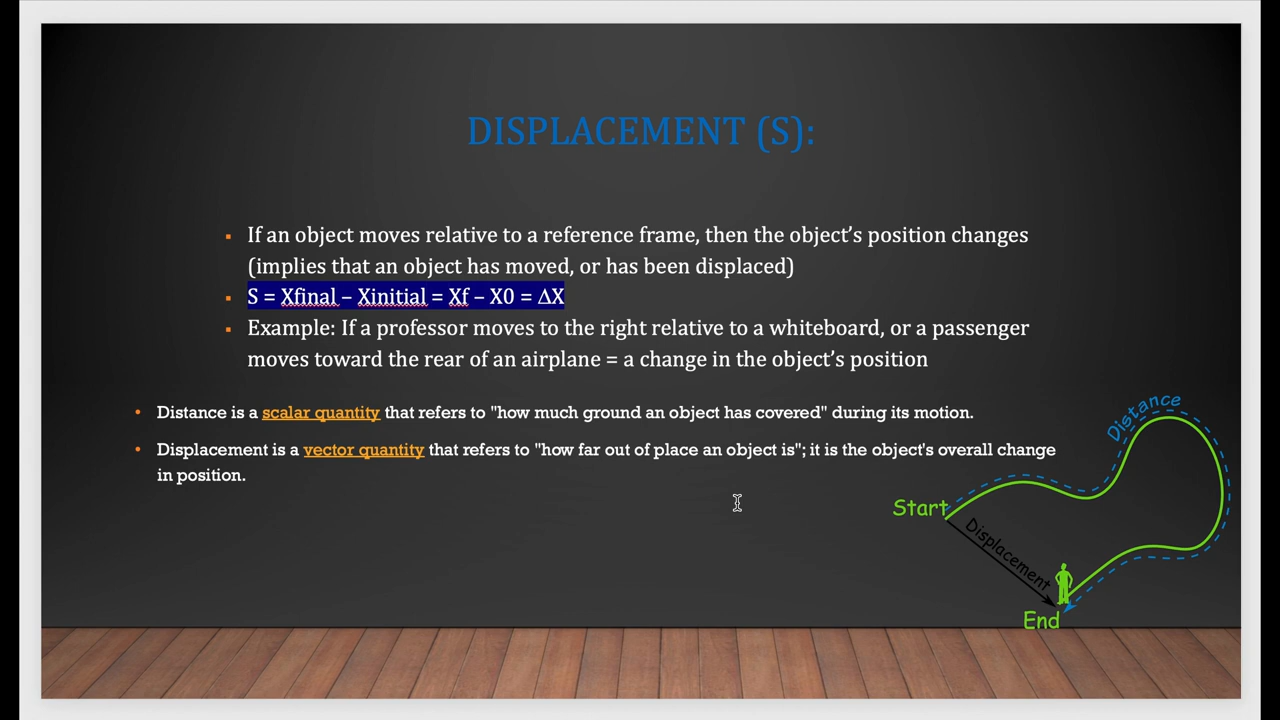 DISPLACEMENT (S):
▪ If an object moves relative to a reference frame, then the object’s position changes
(implies that an object has moved, or has been displaced)
▪ S = Xfinal – Xinitial = Xf – X0 = ∆X
▪ Example: If a professor moves to the right relative to a whiteboard, or a passenger
moves toward the rear of an airplane = a change in the object’s position
• Distance is a scalar quantity that refers to "how much ground an object has covered" during its motion.
• Displacement is a vector quantity that refers to "how far out of place an object is"; it is the object's overall change
in position.
Distance
Start
Displacement
End